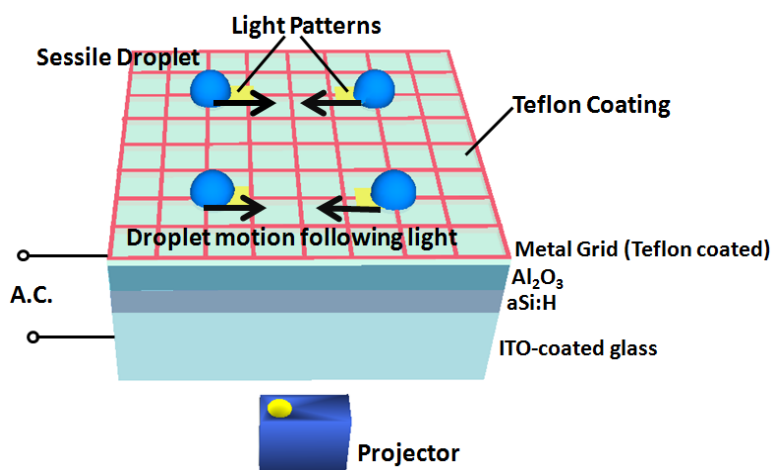 Light Patterns
Sessile Droplet
Teflon Coating
Droplet motion following light
Metal Grid (Teflon coated)
Al₂O₃
A.C.
aSi:H
ITO-coated glass
Projector